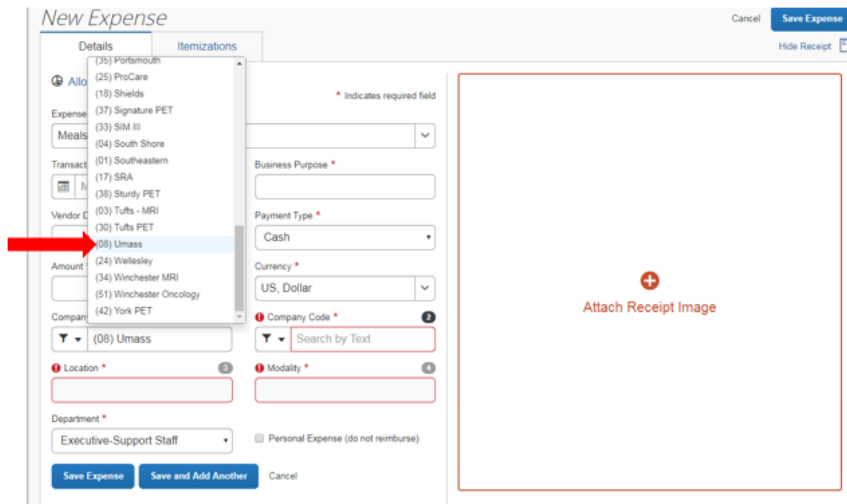 New Expense
Cancel
Save Expense
Details
Itemizations
Hide Receipt
(35) Portsmouth
(25) ProCare
(18) Shields
(37) Signature PET
(33) SIM III
(04) South Shore
(01) Southeastern
(17) SRA
(38) Sturdy PET
(03) Tufts - MRI
(30) Tufts PET
(08) Umass
(24) Wellesley
(34) Winchester MRI
(51) Winchester Oncology
(42) York PET
Allo
* Indicates required field
Expense
Meals
Transact
Business Purpose *
M
Vendor D
Payment Type *
Cash
Amount
Currency *
US, Dollar
Company
Company Code * 2
(08) Umass
Search by Text
Location * 3
Modality * 4
Department *
Executive-Support Staff
Personal Expense (do not reimburse)
Save Expense
Save and Add Another
Cancel
Attach Receipt Image